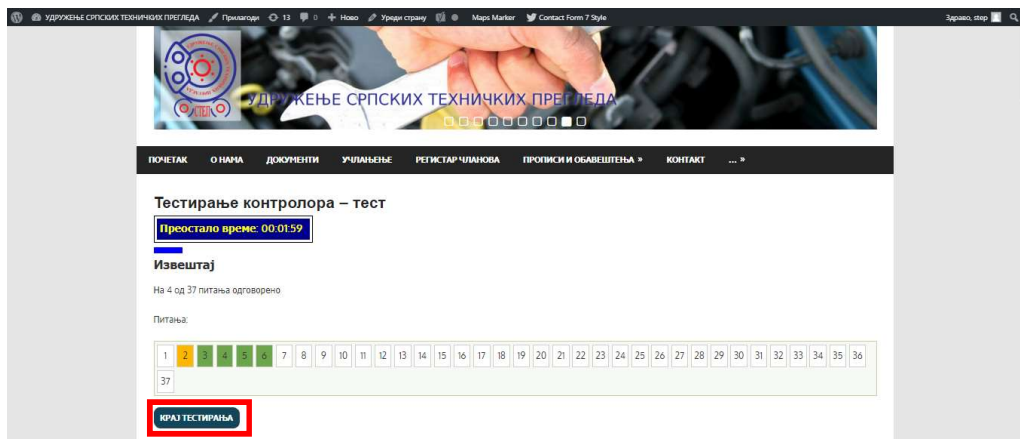 УДРУЖЕЊЕ СРПСКИХ ТЕХНИЧКИХ ПРЕГЛЕДА Прилагоди 13 0 Ново Уреди страну Maps Marker Contact Form 7 Style Здраво, step
УДРУЖЕЊЕ СРПСКИХ ТЕХНИЧКИХ ПРЕГЛЕДА
СТЕП
ПОЧЕТАК О НАМА ДОКУМЕНТИ УЧЛАЊЕЊЕ РЕГИСТАР ЧЛАНОВА ПРОПИСИ И ОБАВЕШТЕЊА » КОНТАКТ ... »
Тестирање контролора – тест
Преостало време: 00:01:59
Извештај
На 4 од 37 питања одговорено
Питања:
1 2 3 4 5 6 7 8 9 10 11 12 13 14 15 16 17 18 19 20 21 22 23 24 25 26 27 28 29 30 31 32 33 34 35 36
37
КРАЈ ТЕСТИРАЊА